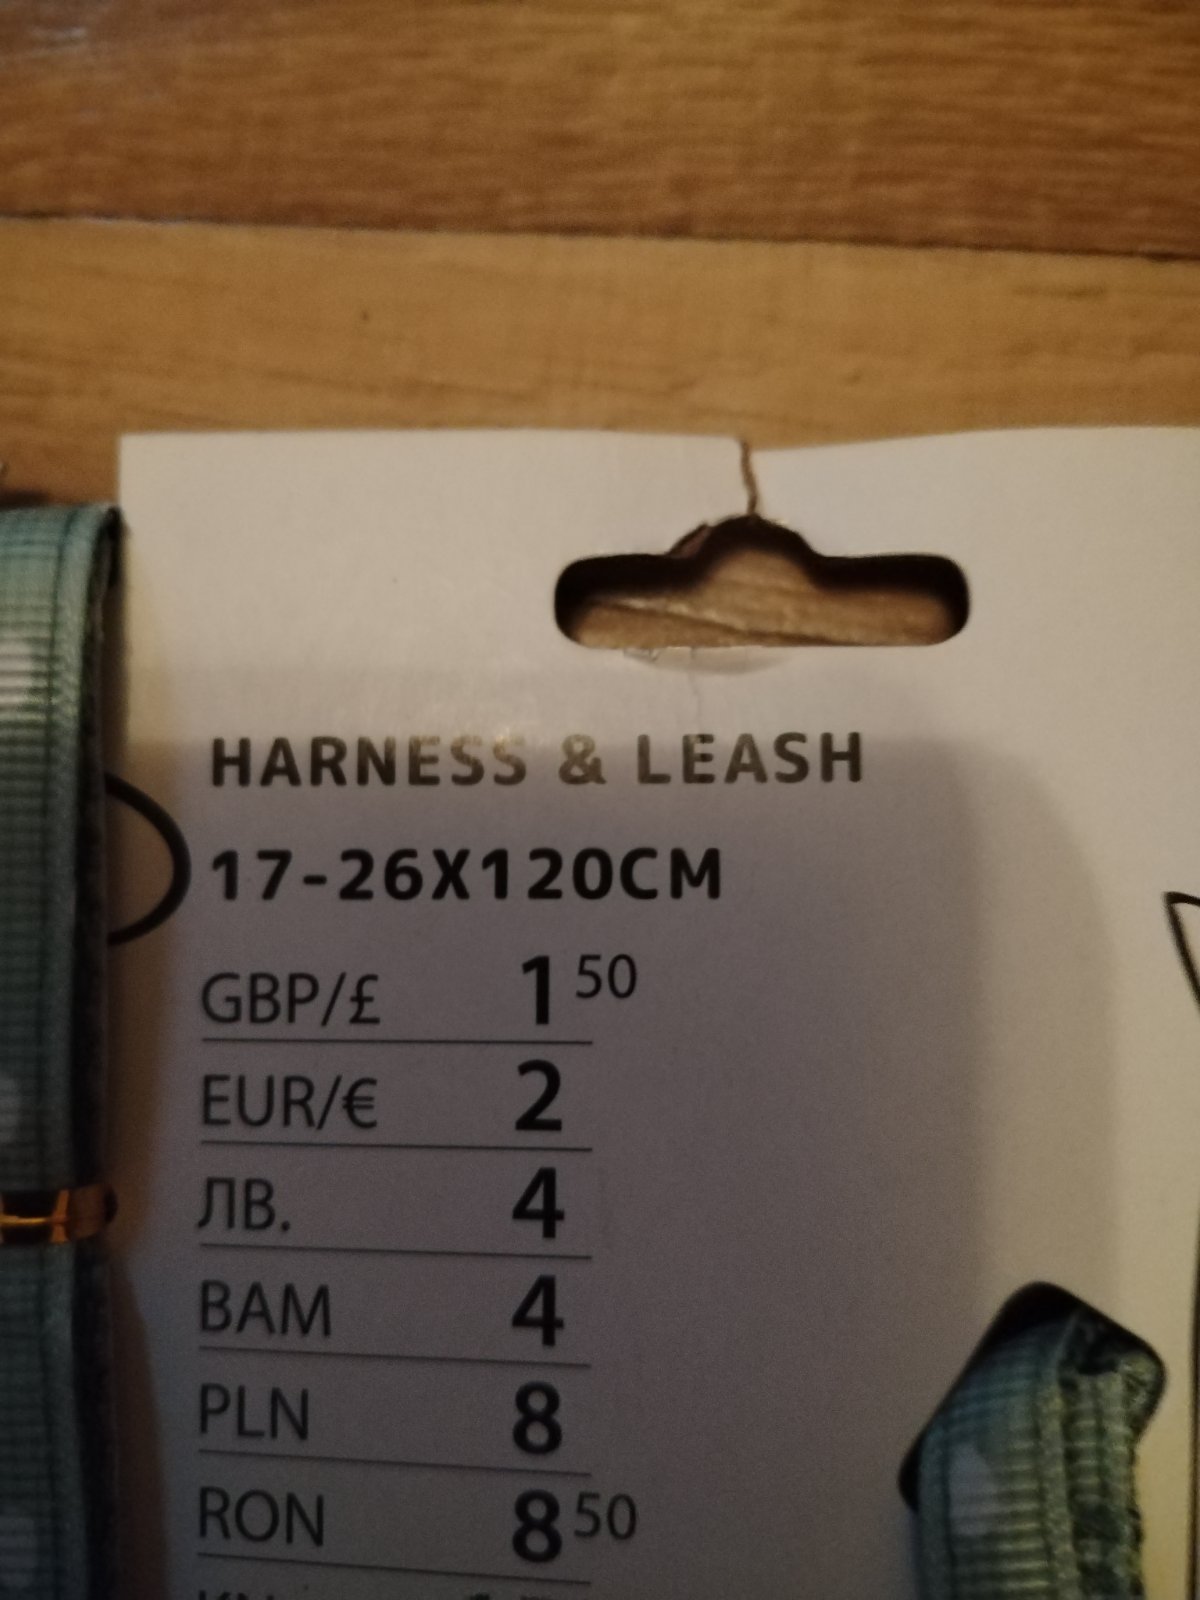 HARNESS & LEASH
17-26X120CM
GBP/£ 1 50
EUR/€ 2
ЛВ. 4
BAM 4
PLN 8
RON 8 50